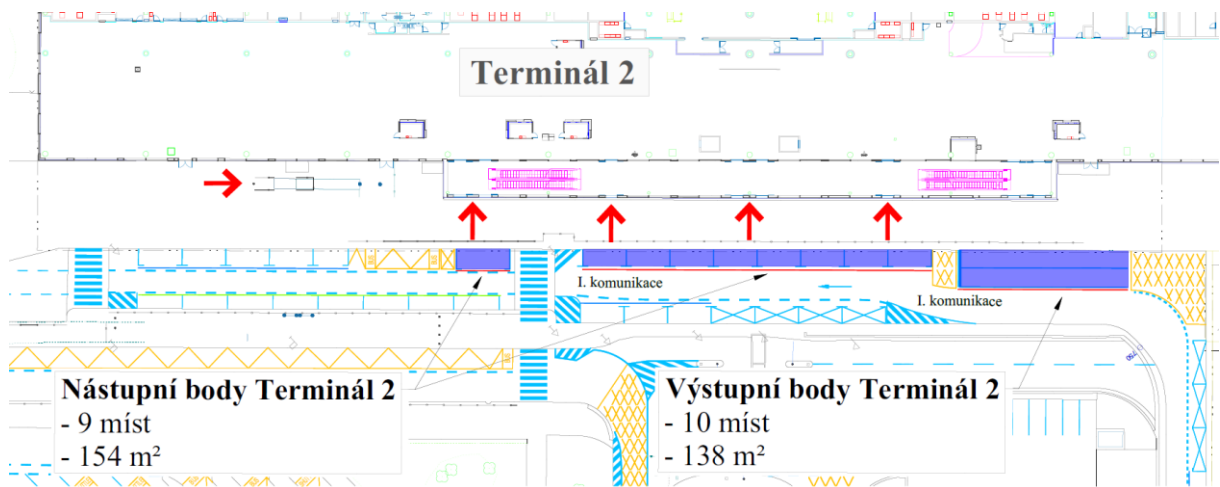 Terminál 2
I. komunikace
I. komunikace
Nástupní body Terminál 2
- 9 míst
- 154 m²
Výstupní body Terminál 2
- 10 míst
- 138 m²